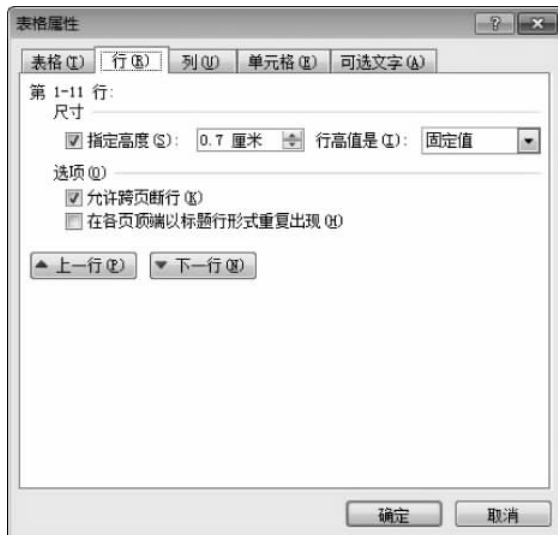 表格属性
表格(T) 行(R) 列(U) 单元格(E) 可选文字(A)
第 1-11 行:
尺寸
指定高度(S): 0.7 厘米 行高值是(I): 固定值
选项(O)
允许跨页断行(K)
在各页顶端以标题行形式重复出现(H)
上一行(P) 下一行(N)
确定 取消